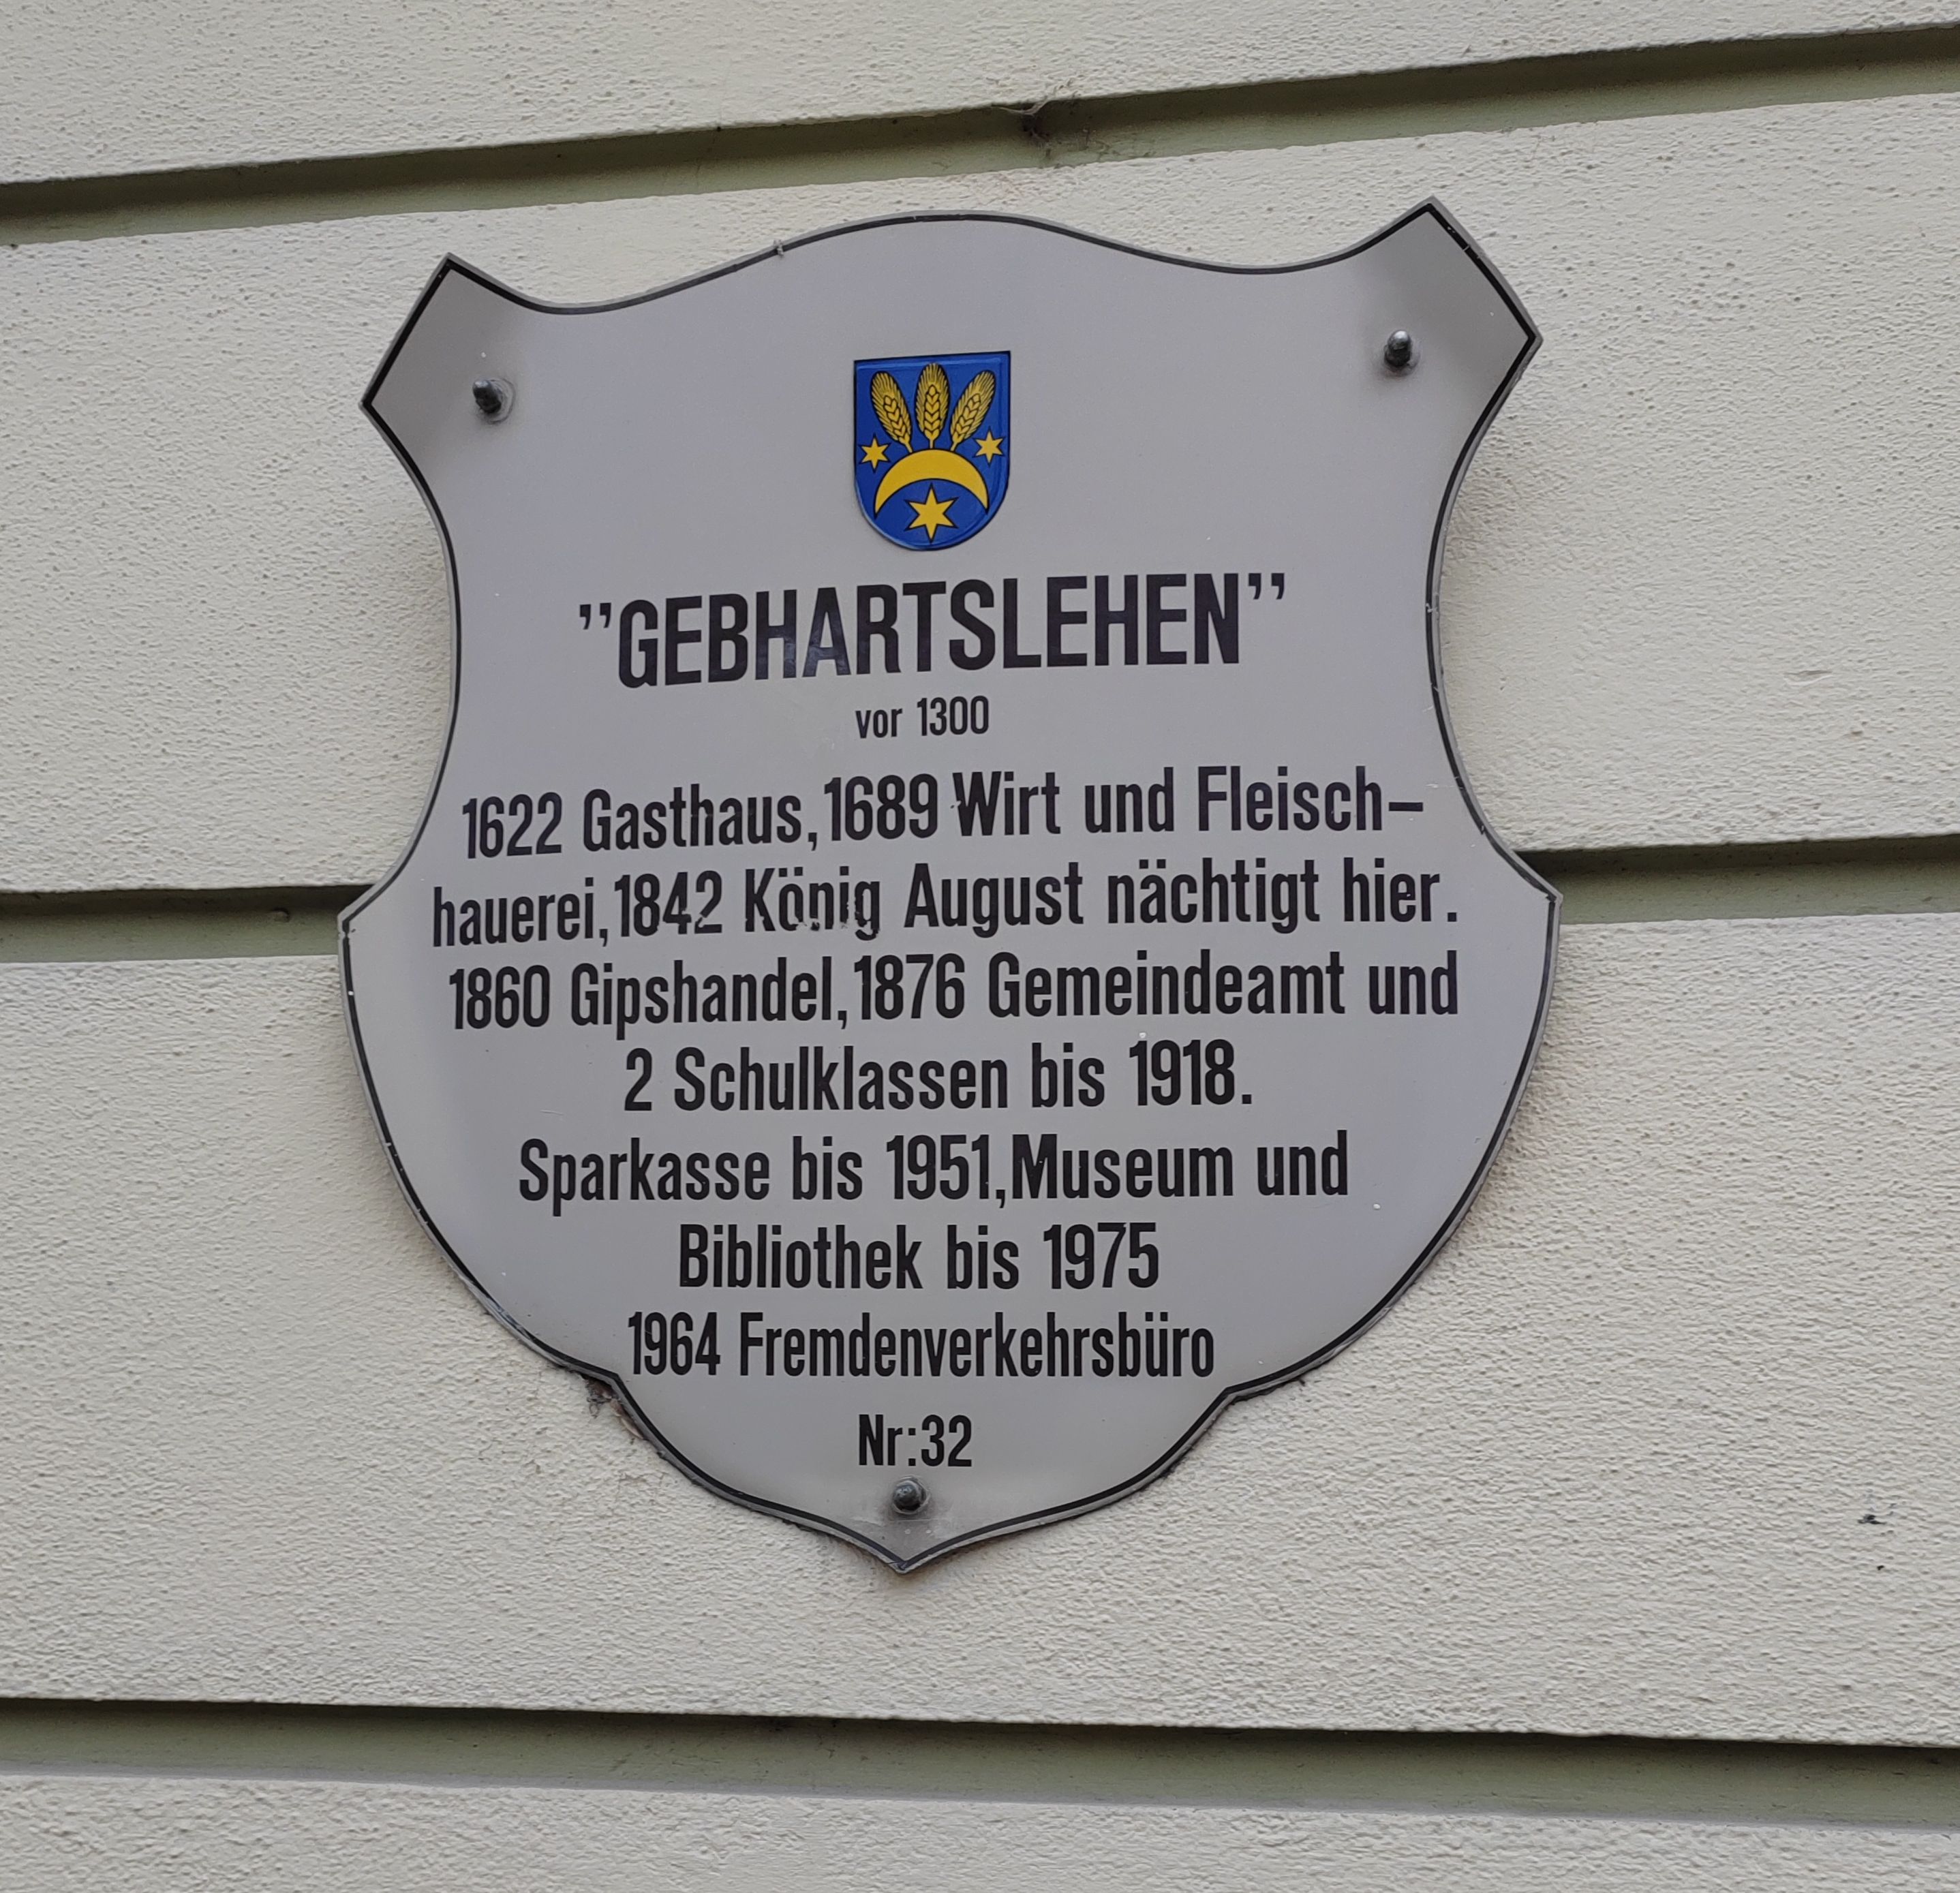 ”GEBHARTSLEHEN”
vor 1300
1622 Gasthaus,1689 Wirt und Fleisch-
hauerei,1842 König August nächtigt hier.
1860 Gipshandel,1876 Gemeindeamt und
2 Schulklassen bis 1918.
Sparkasse bis 1951,Museum und
Bibliothek bis 1975
1964 Fremdenverkehrsbüro
Nr:32